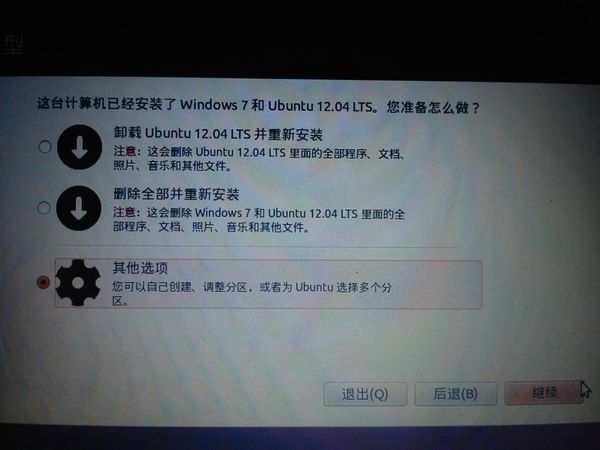 型
这台计算机已经安装了 Windows 7 和 Ubuntu 12.04 LTS。您准备怎么做？
卸载 Ubuntu 12.04 LTS 并重新安装
注意：这会删除 Ubuntu 12.04 LTS 里面的全部程序、文档、
照片、音乐和其他文件。
删除全部并重新安装
注意：这会删除 Windows 7 和 Ubuntu 12.04 LTS 里面的全
部程序、文档、照片、音乐和其他文件。
其他选项
您可以自己创建、调整分区，或者为 Ubuntu 选择多个分
区。
退出(Q) 后退(B) 继续